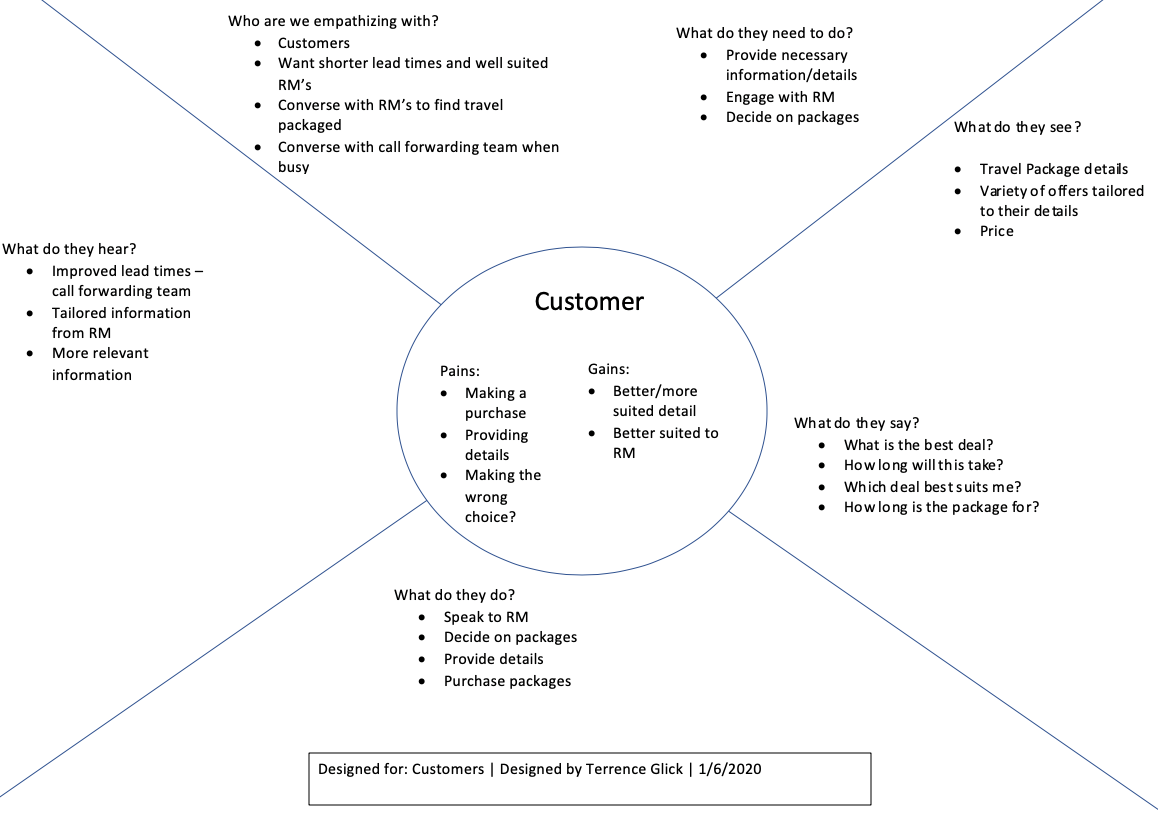 Who are we empathizing with?
• Customers
• Want shorter lead times and well suited
RM's
• Converse with RM's to find travel
packaged
• Converse with call forwarding team when
busy
What do they need to do?
• Provide necessary
information/details
• Engage with RM
• Decide on packages
What do they see?
• Travel Package details
• Variety of offers tailored
to their details
• Price
What do they hear?
• Improved lead times –
call forwarding team
• Tailored information
from RM
• More relevant
information
Customer
Pains:
• Making a
purchase
• Providing
details
• Making the
wrong
choice?
Gains:
• Better/more
suited detail
• Better suited to
RM
What do they say?
• What is the best deal?
• How long will this take?
• Which deal best suits me?
• How long is the package for?
What do they do?
• Speak to RM
• Decide on packages
• Provide details
• Purchase packages
Designed for: Customers | Designed by Terrence Glick | 1/6/2020